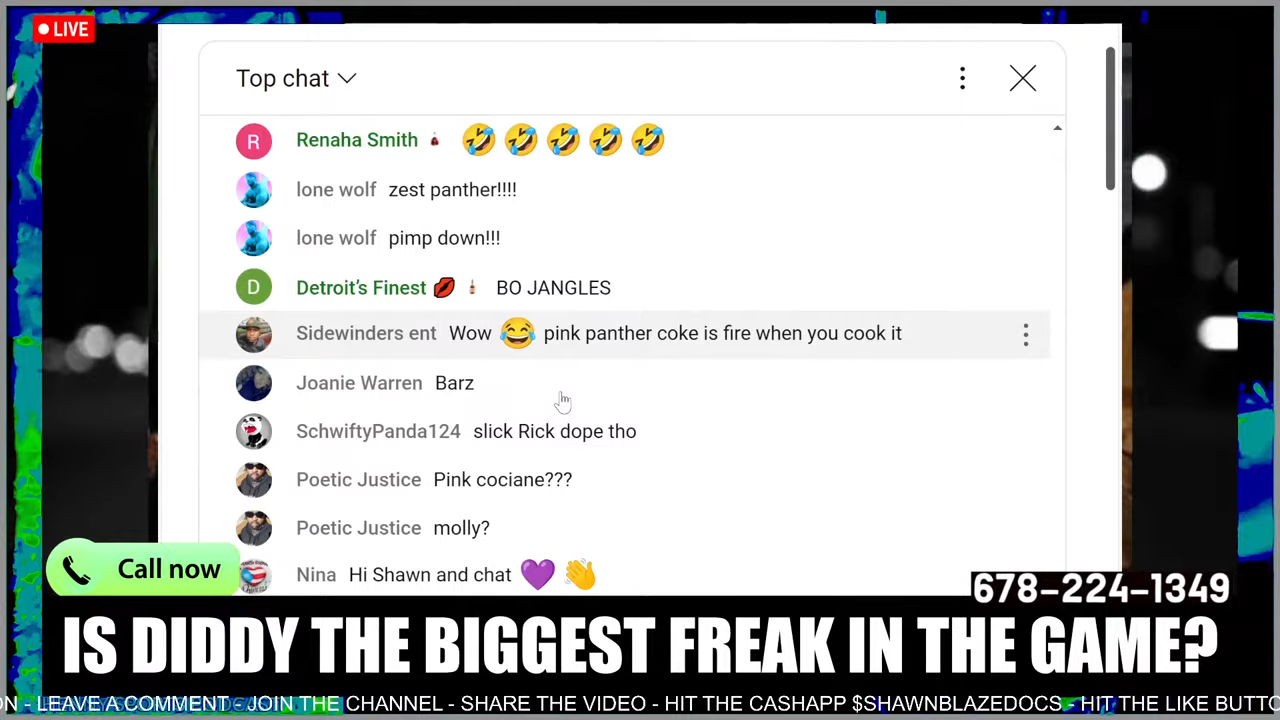 LIVE
Top chat
R Renaha Smith 🤣🤣🤣🤣🤣
lone wolf zest panther!!!!
lone wolf pimp down!!!
D Detroit's Finest 💋 BO JANGLES
Sidewinders ent Wow 😂 pink panther coke is fire when you cook it
Joanie Warren Barz
SchwiftyPanda124 slick Rick dope tho
Poetic Justice Pink cociane???
Poetic Justice molly?
Nina Hi Shawn and chat 💜 👋
Call now
678-224-1349
IS DIDDY THE BIGGEST FREAK IN THE GAME?
ON - LEAVE A COMMENT - JOIN THE CHANNEL - SHARE THE VIDEO - HIT THE CASHAPP $SHAWNBLAZEDOCS - HIT THE LIKE BUTTO